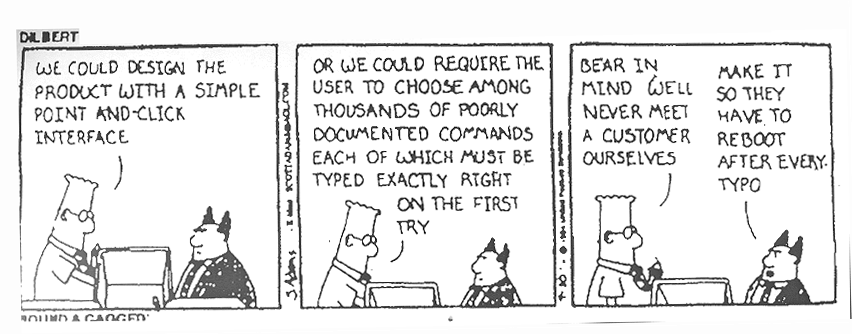 DILBERT
WE COULD DESIGN THE
PRODUCT WITH A SIMPLE
POINT AND-CLICK
INTERFACE
OR WE COULD REQUIRE THE
USER TO CHOOSE AMONG
THOUSANDS OF POORLY
DOCUMENTED COMMANDS
EACH OF WHICH MUST BE
TYPED EXACTLY RIGHT
ON THE FIRST
TRY
BEAR IN
MIND WE'LL
NEVER MEET
A CUSTOMER
OURSELVES
MAKE IT
SO THEY
HAVE TO
REBOOT
AFTER EVERY
TYPO
S. Adams